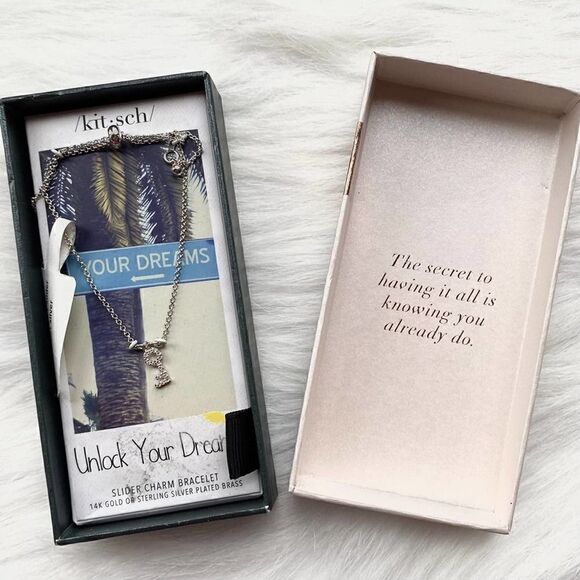 /kit·sch/
YOUR DREAMS
Unlock Your Dream
SLIDER CHARM BRACELET
14K GOLD OR STERLING SILVER PLATED BRASS
The secret to
having it all is
knowing you
already do.